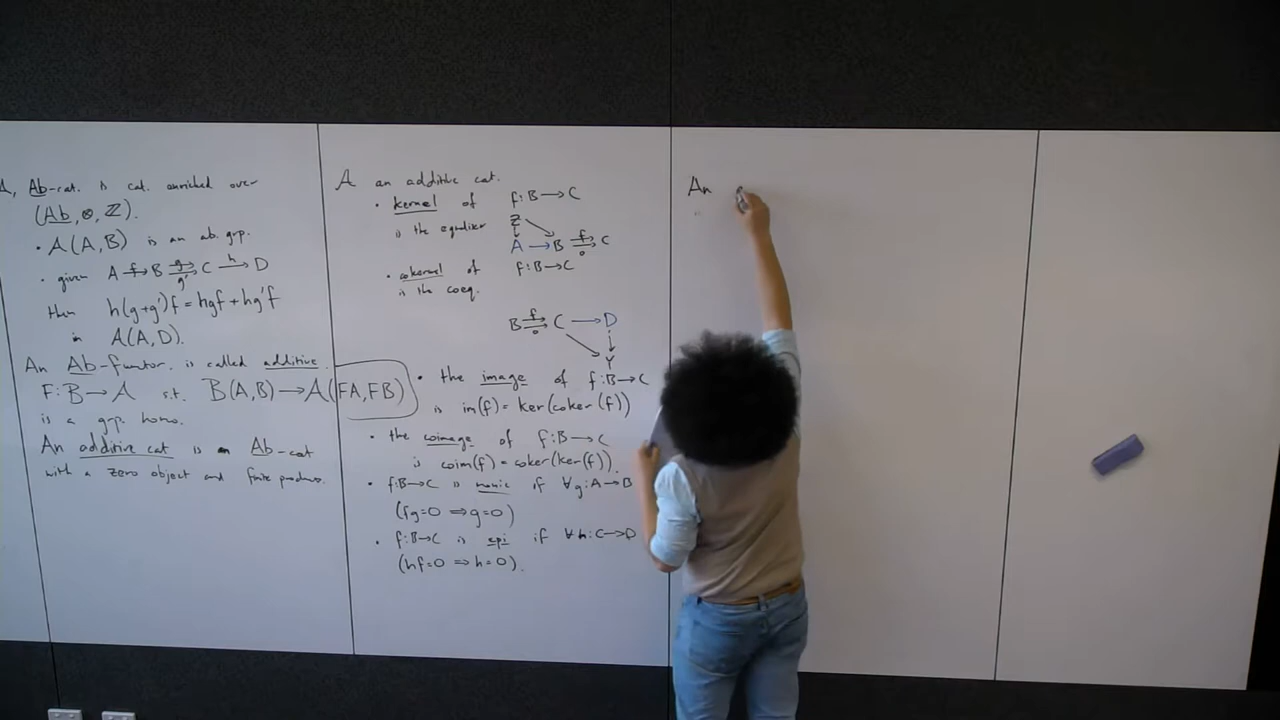 A, Ab-cat. is cat. enriched over
(Ab, ⊗, ℤ).
• A(A,B) is an ab. grp.
• given A f→ B g⇉g' C h→ D
then h(g+g')f = hgf + hg'f
in A(A,D).
An Ab-functor is called additive
F: B → A s.t. B(A,B) → A(FA,FB)
is a grp. homo.
An additive cat is an Ab-cat
with a zero object and finite products.
A an additive cat.
• kernel of f: B → C
is the equalizer
Z
A → B f⇉0 C
• cokernel of f: B → C
is the coeq.
B f⇉0 C → D
Y
• the image of f: B → C
is im(f) = ker(coker(f))
• the coimage of f: B → C
is coim(f) = coker(ker(f)).
• f: B → C is monic if ∀g: A → B
(fg=0 ⇒ g=0)
• f: B → C is epi if ∀h: C → D
(hf=0 ⇒ h=0).
An